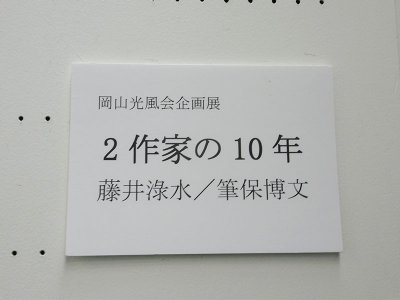 岡山光風会企画展
2作家の10年
藤井淥水／筆保博文